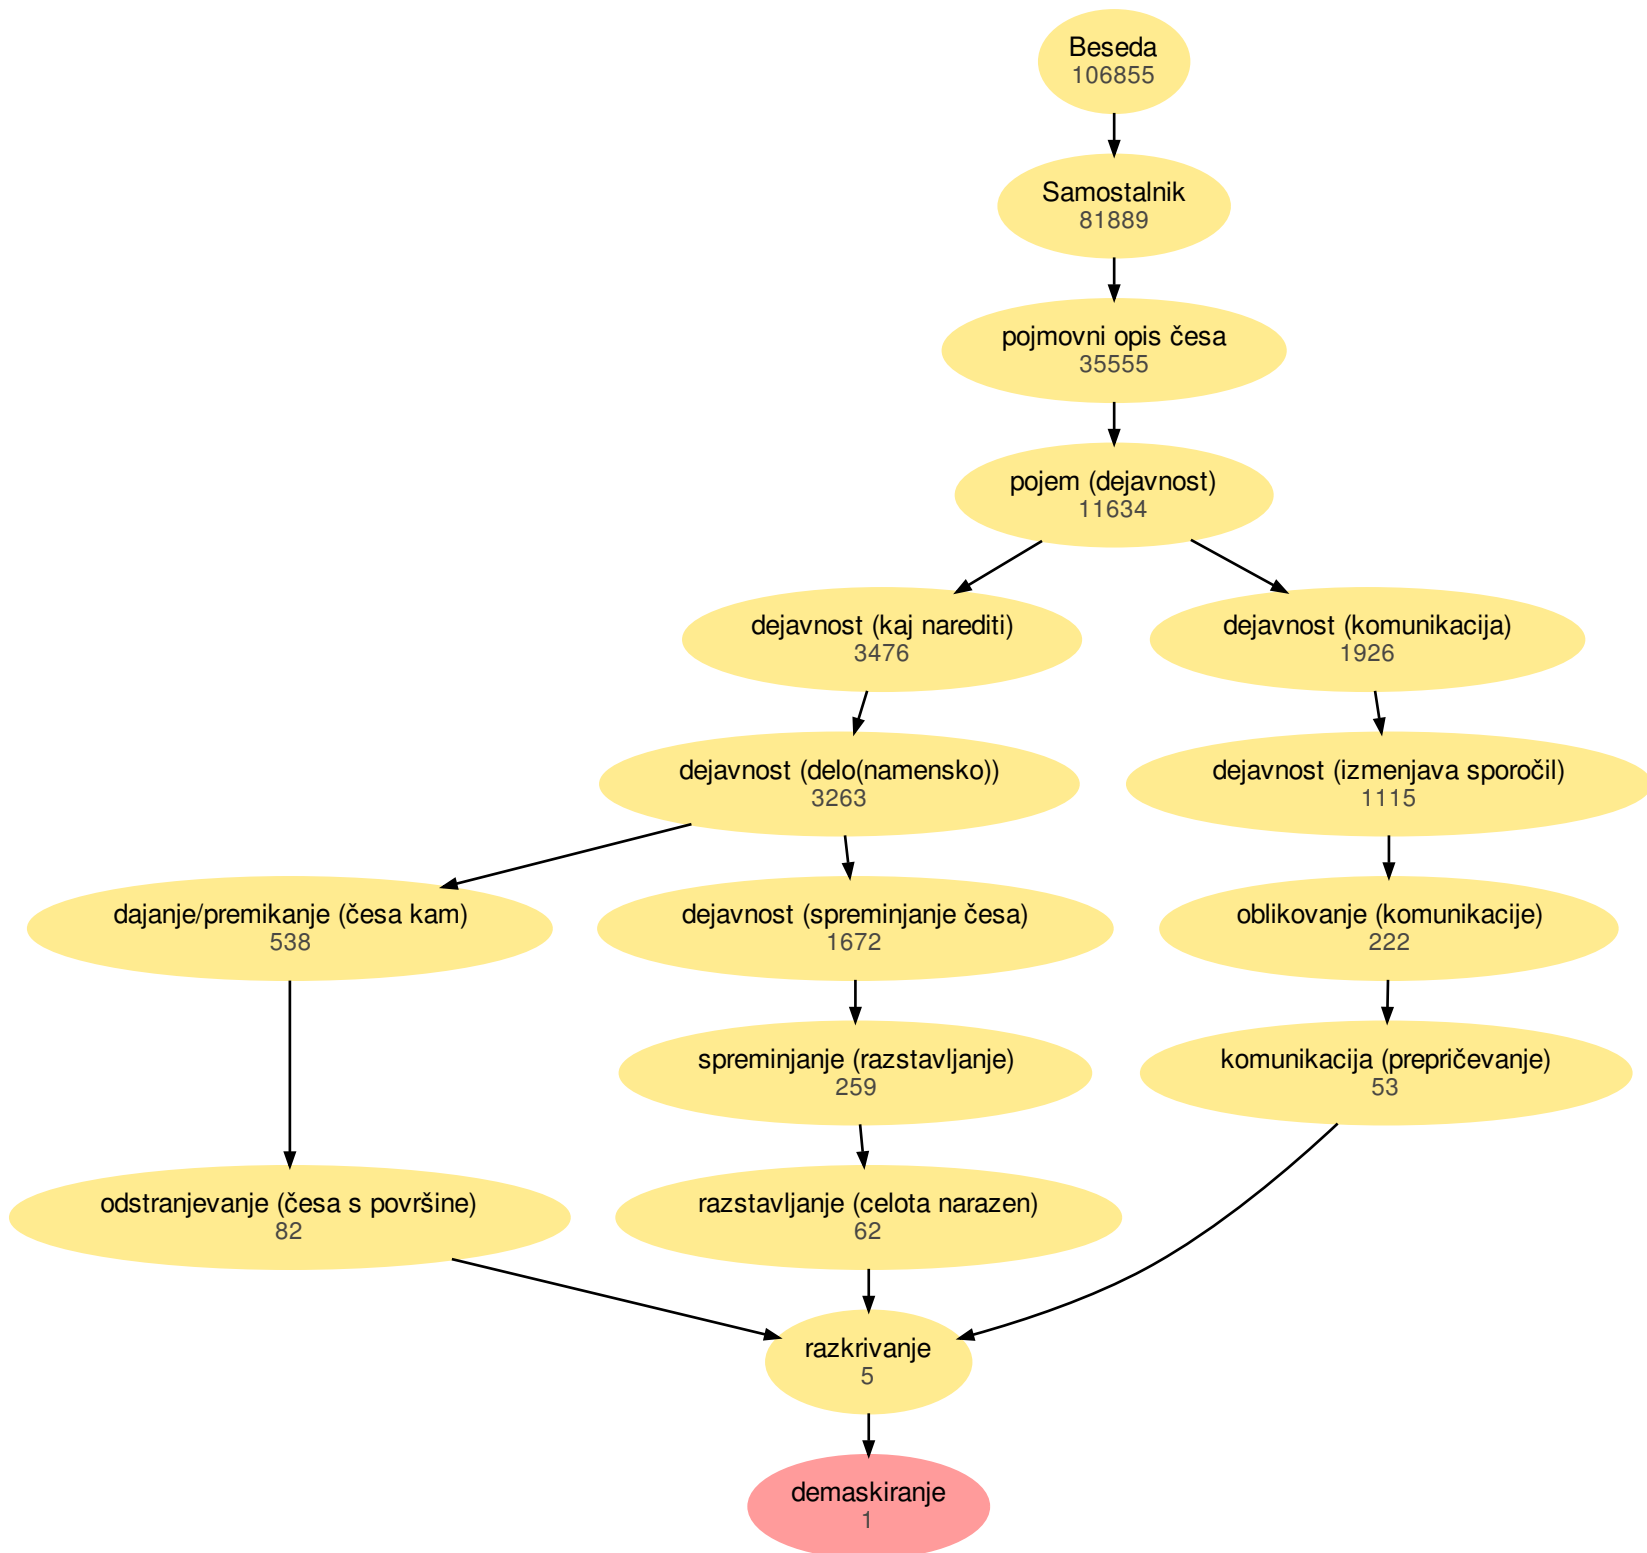 Beseda
106855
Samostalnik
81889
pojmovni opis česa
35555
pojem (dejavnost)
11634
dejavnost (kaj narediti)
3476
dejavnost (komunikacija)
1926
dejavnost (delo(namensko))
3263
dejavnost (izmenjava sporočil)
1115
dajanje/premikanje (česa kam)
538
dejavnost (spreminjanje česa)
1672
oblikovanje (komunikacije)
222
spreminjanje (razstavljanje)
259
komunikacija (prepričevanje)
53
odstranjevanje (česa s površine)
82
razstavljanje (celota narazen)
62
razkrivanje
5
demaskiranje
1